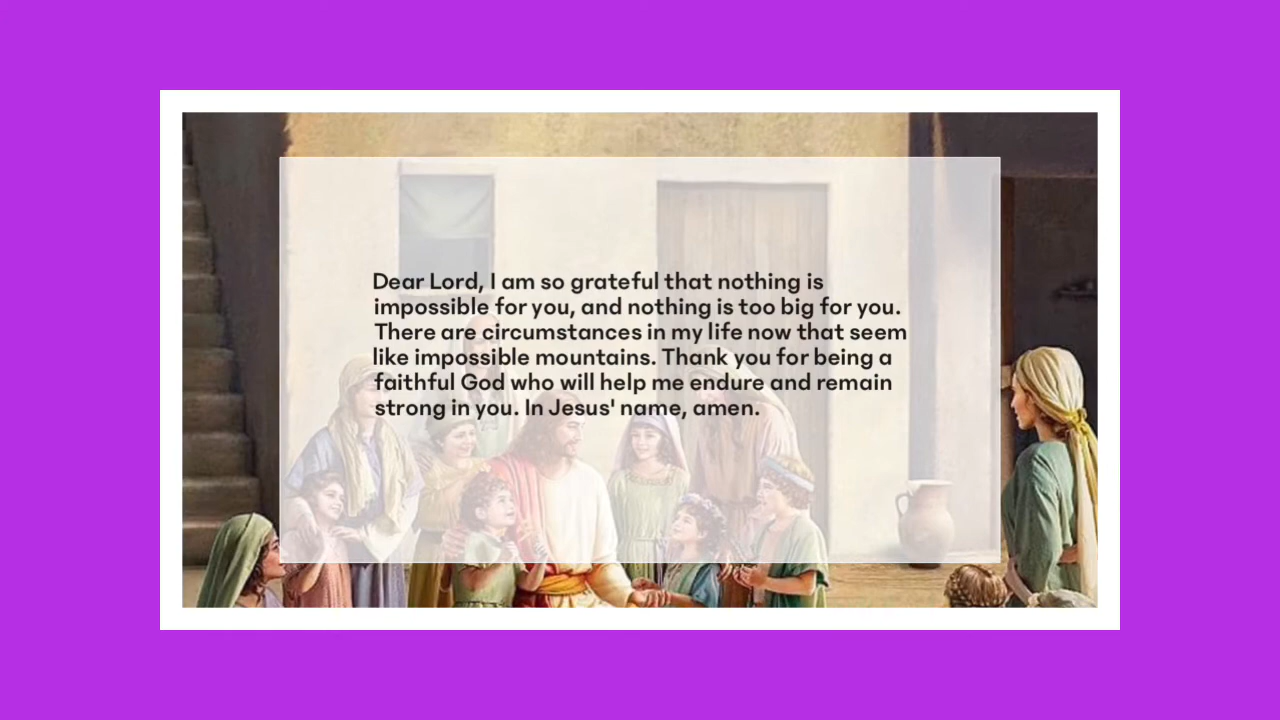 Dear Lord, I am so grateful that nothing is
impossible for you, and nothing is too big for you.
There are circumstances in my life now that seem
like impossible mountains. Thank you for being a
faithful God who will help me endure and remain
strong in you. In Jesus' name, amen.